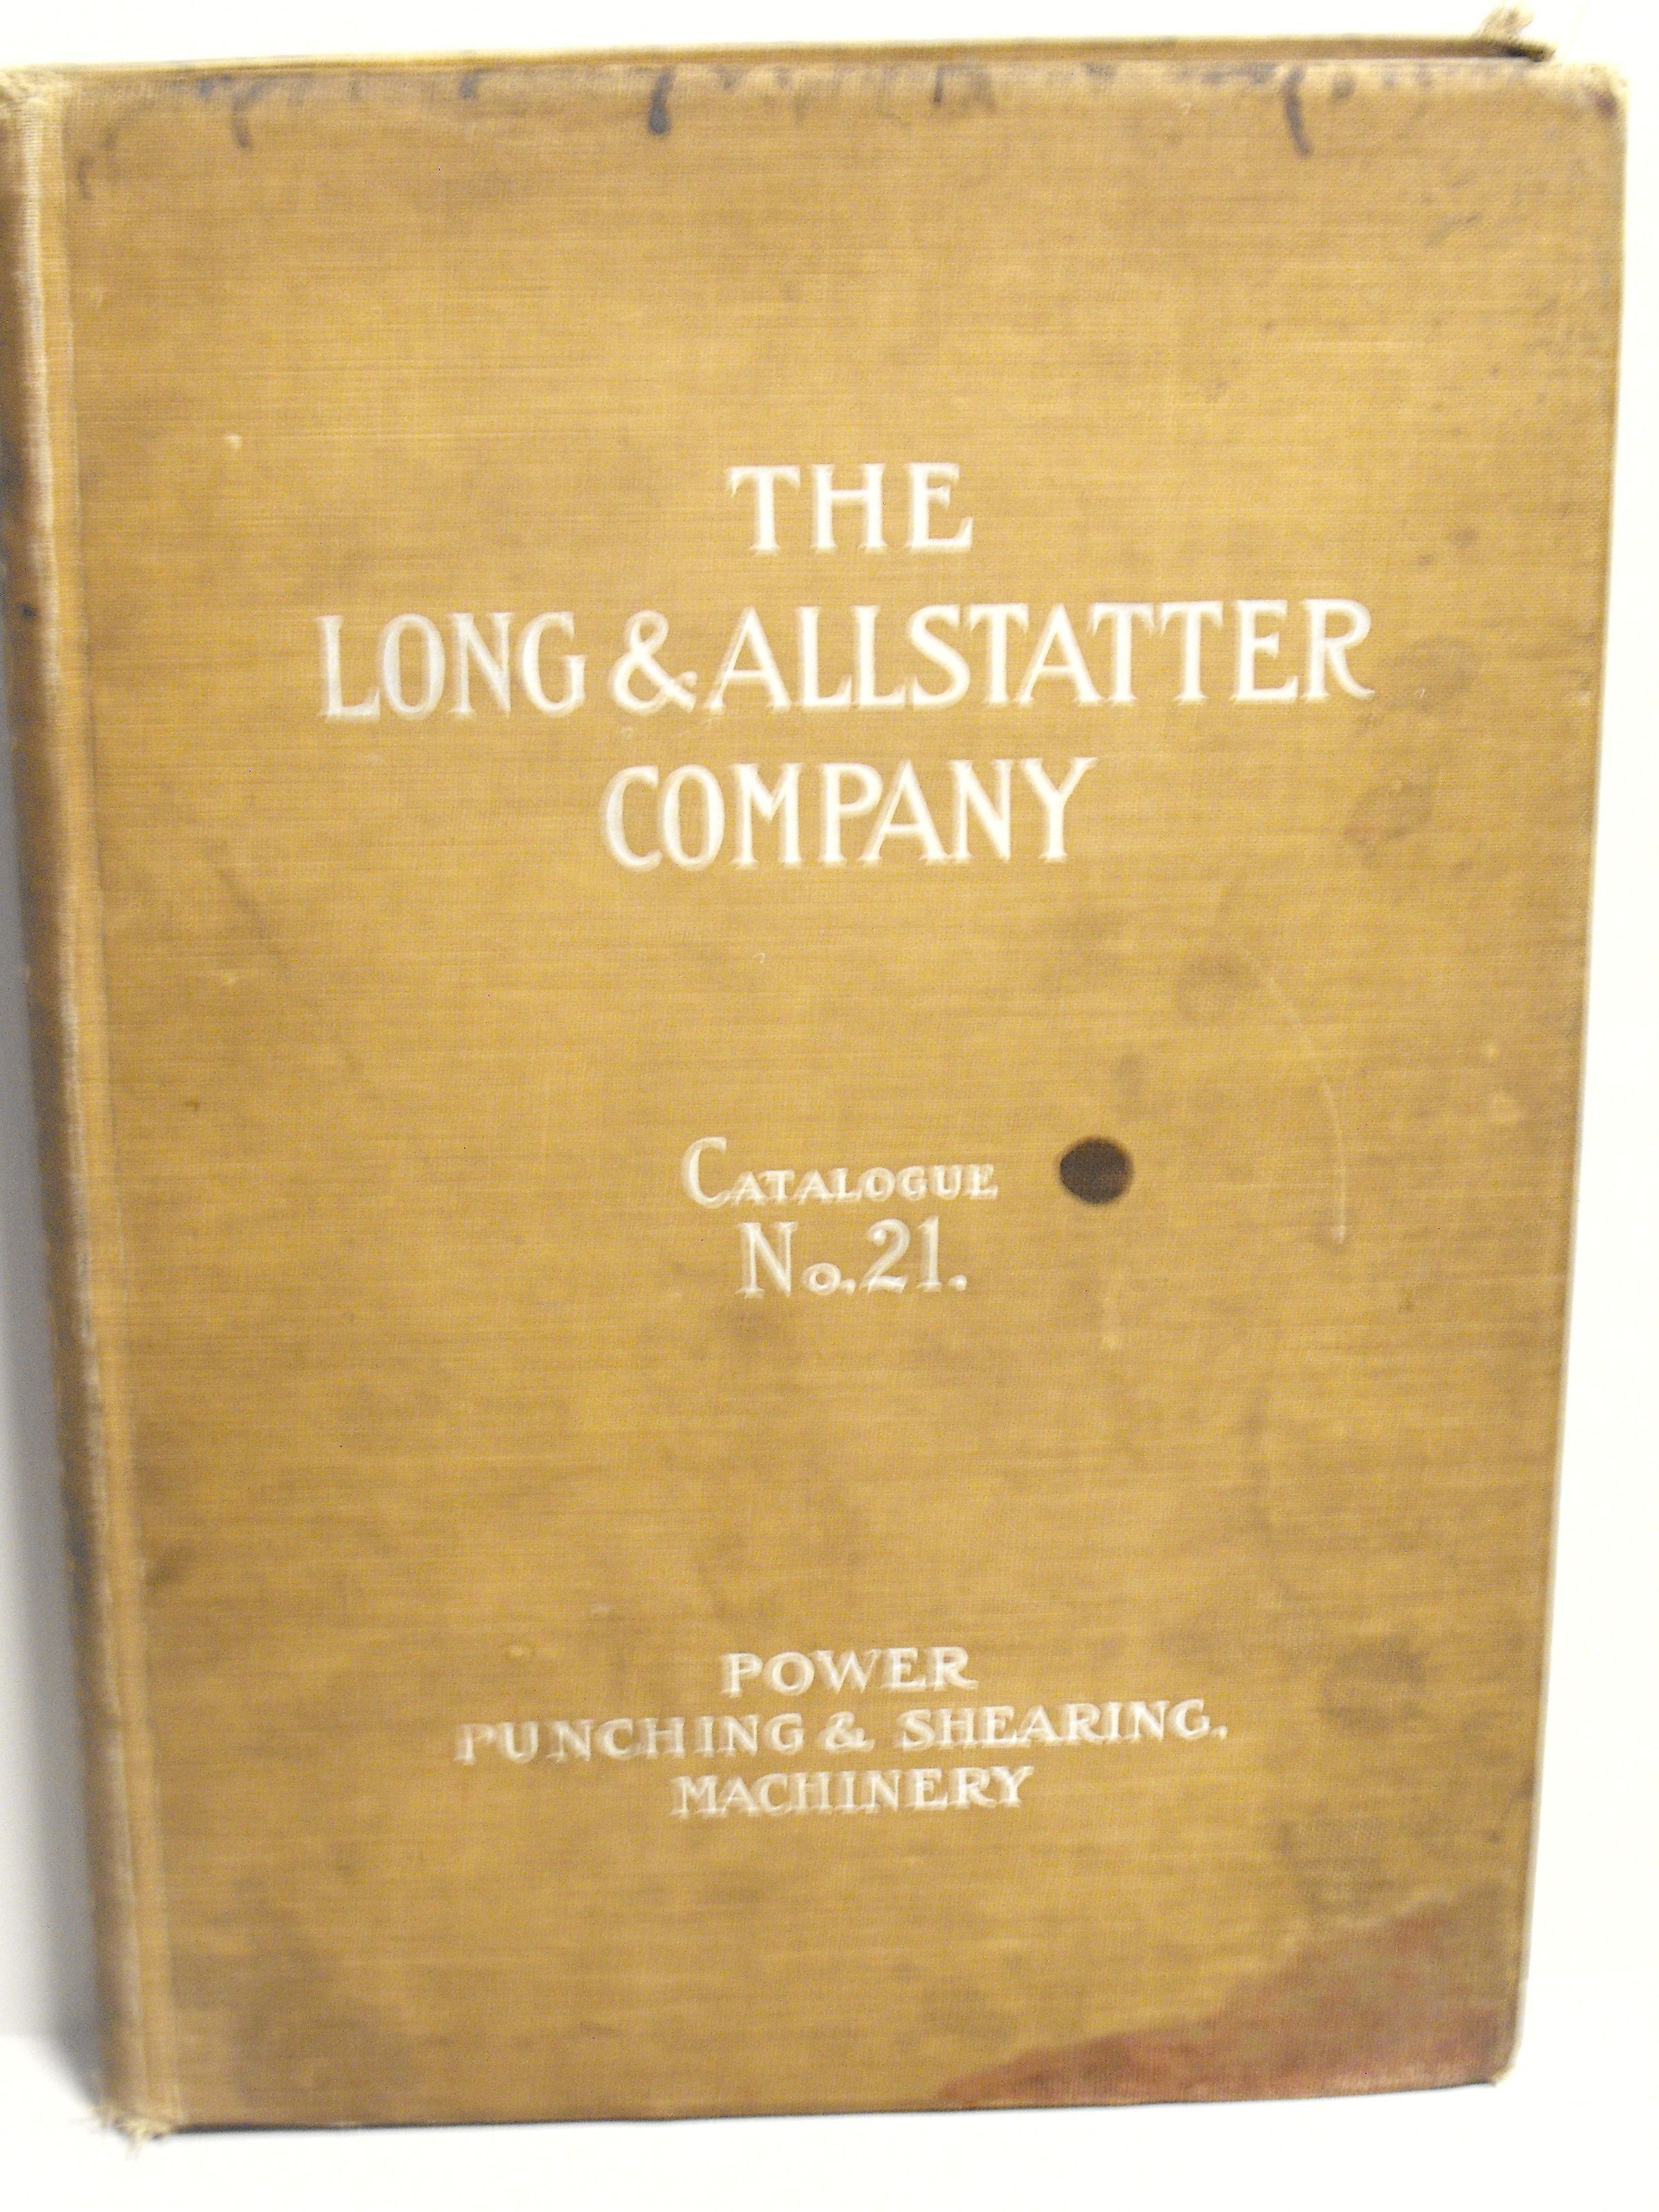 THE
LONG & ALLSTATTER
COMPANY
CATALOGUE
No. 21.
POWER
PUNCHING & SHEARING.
MACHINERY